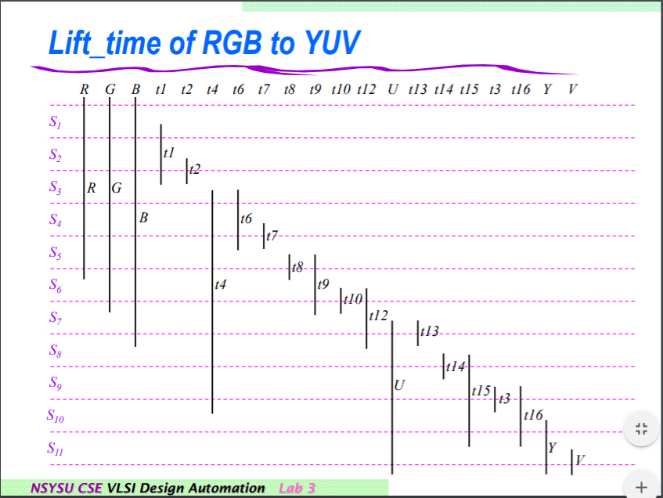 Lift_time of RGB to YUV
R G B t1 t2 t4 t6 t7 t8 t9 t10 t12 U t13 t14 t15 t3 t16 Y V
S1
S2 t1
t2
S3 R G
S4 B t6
t7
S5 t8
S6 t4 t9
t10
S7 t12
t13
S8
t14
S9 U t15
t3
S10 t16
S11 Y
V
NSYSU CSE VLSI Design Automation Lab 3